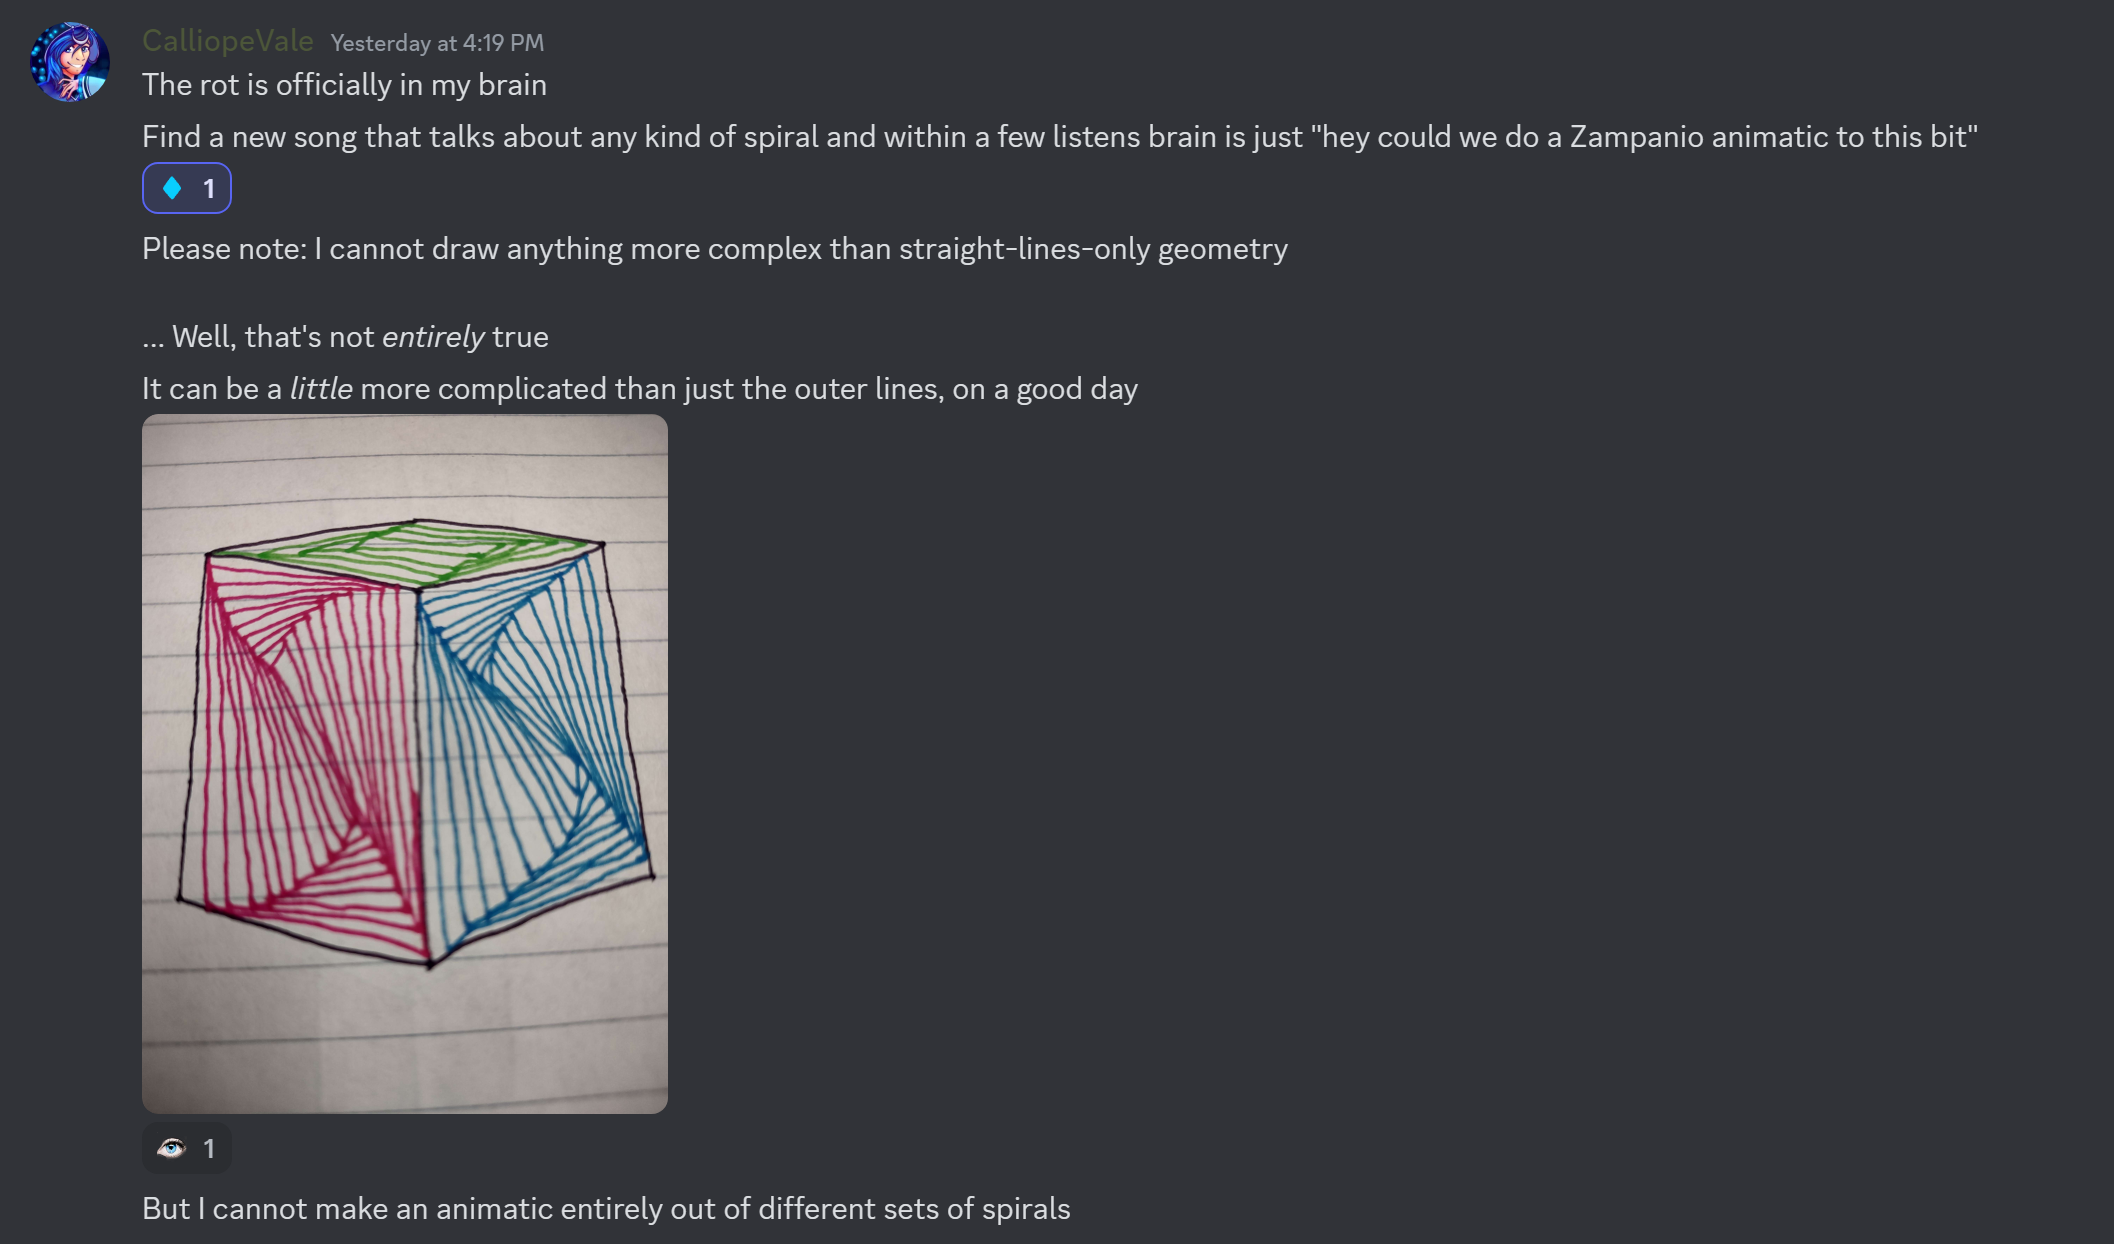 CalliopeVale Yesterday at 4:19 PM
The rot is officially in my brain
Find a new song that talks about any kind of spiral and within a few listens brain is just "hey could we do a Zampanio animatic to this bit"
1
Please note: I cannot draw anything more complex than straight-lines-only geometry
... Well, that's not entirely true
It can be a little more complicated than just the outer lines, on a good day
1
But I cannot make an animatic entirely out of different sets of spirals